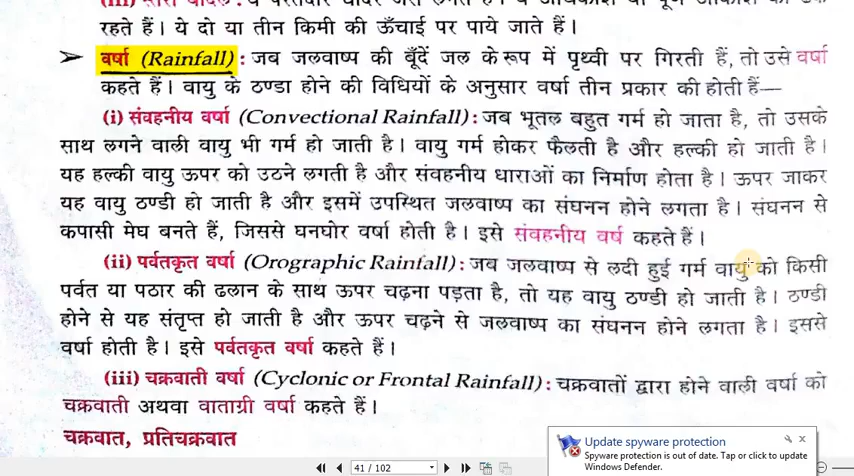 रहते हैं। ये दो या तीन किमी की ऊँचाई पर पाये जाते हैं।
➤ वर्षा (Rainfall) : जब जलवाष्प की बूँदें जल के रूप में पृथ्वी पर गिरती हैं, तो उसे वर्षा
कहते हैं। वायु के ठण्डा होने की विधियों के अनुसार वर्षा तीन प्रकार की होती हैं—
(i) संवहनीय वर्षा (Convectional Rainfall) : जब भूतल बहुत गर्म हो जाता है, तो उसके
साथ लगने वाली वायु भी गर्म हो जाती है। वायु गर्म होकर फैलती है और हल्की हो जाती है।
यह हल्की वायु ऊपर को उठने लगती है और संवहनीय धाराओं का निर्माण होता है। ऊपर जाकर
यह वायु ठण्डी हो जाती है और इसमें उपस्थित जलवाष्प का संघनन होने लगता है। संघनन से
कपासी मेघ बनते हैं, जिससे घनघोर वर्षा होती है। इसे संवहनीय वर्ष कहते हैं।
(ii) पर्वतकृत वर्षा (Orographic Rainfall) : जब जलवाष्प से लदी हुई गर्म वायु को किसी
पर्वत या पठार की ढलान के साथ ऊपर चढ़ना पड़ता है, तो यह वायु ठण्डी हो जाती है। ठण्डी
होने से यह संतृप्त हो जाती है और ऊपर चढ़ने से जलवाष्प का संघनन होने लगता है। इससे
वर्षा होती है। इसे पर्वतकृत वर्षा कहते हैं।
(iii) चक्रवाती वर्षा (Cyclonic or Frontal Rainfall) : चक्रवातों द्वारा होने वाली वर्षा को
चक्रवाती अथवा वाताग्री वर्षा कहते हैं।
चक्रवात, प्रतिचक्रवात
Update spyware protection
Spyware protection is out of date. Tap or click to update
Windows Defender.
41 / 102